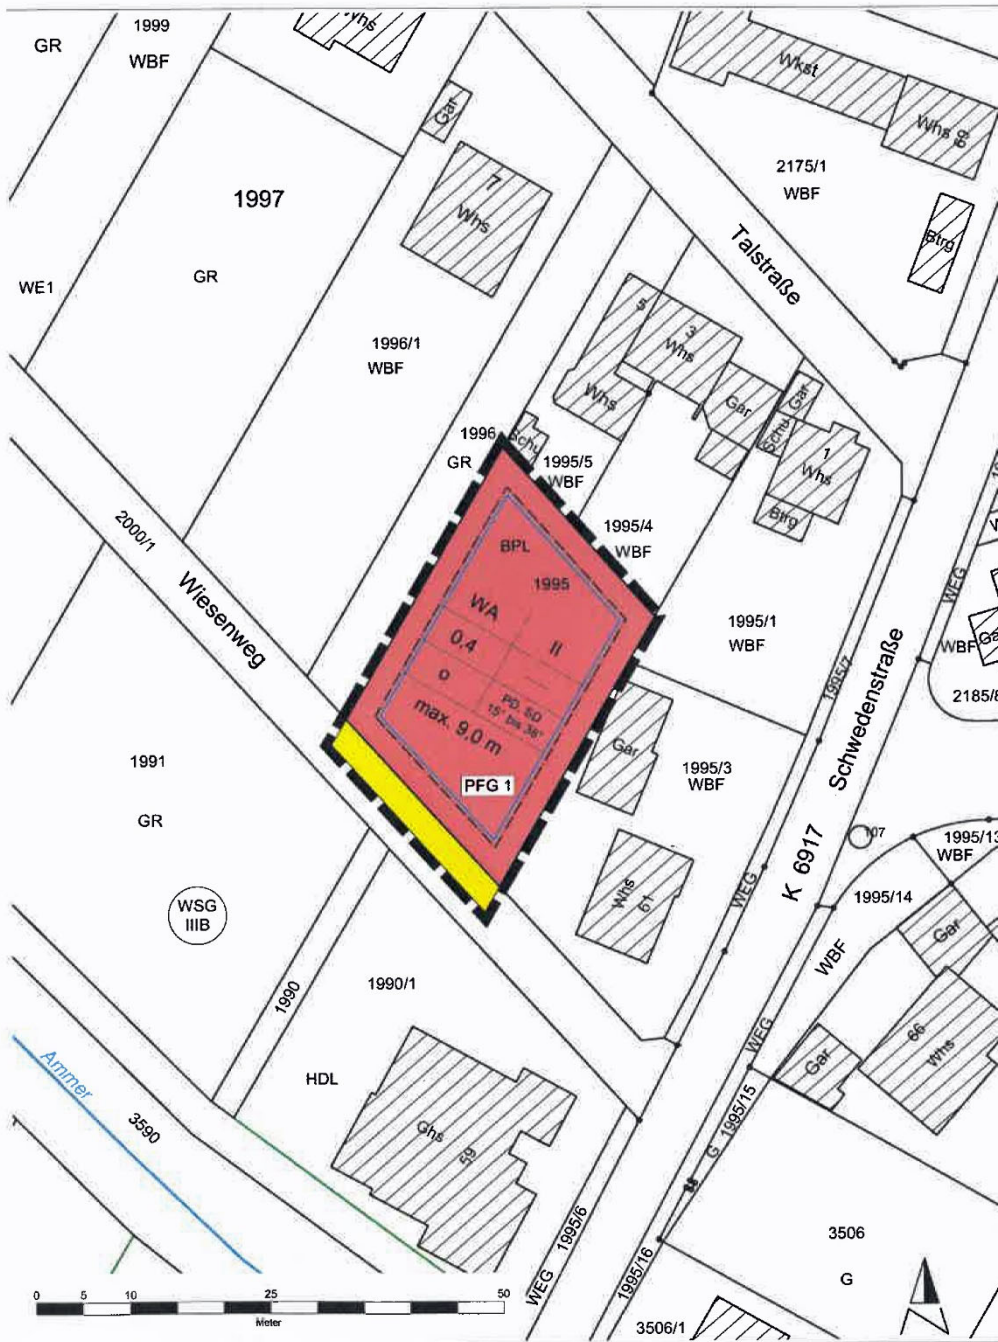 GR
1999
WBF
Whs
Wkst
Whs
69
Gar
2175/1
WBF
7
Whs
1997
Btrg
Talstraße
GR
WE1
1996/1
WBF
5
3
Whs
Whs
Gar
Gar
Schu
1
Whs
Btrg
1996
GR
Schu
1995/5
WBF
1995/4
WBF
2000/1
Wiesenweg
BPL
1995
WA
II
0,4
o
PD, SD
15° bis 38°
max. 9,0 m
PFG 1
1995/1
WBF
WEG
WBF
Ga
2185/8
1995/7
Schwedenstraße
Gar
1995/3
WBF
1991
GR
107
1995/13
WBF
K 6917
1995/14
Whs
61
WEG
WSG
IIIB
WBF
Gar
1990
1990/1
66
Whs
WEG
Gar
HDL
Ammer
3590
Ghs
59
G 1995/15
WEG 1995/6
1995/16
3506
G
3506/1
0 5 10 25 50
Meter